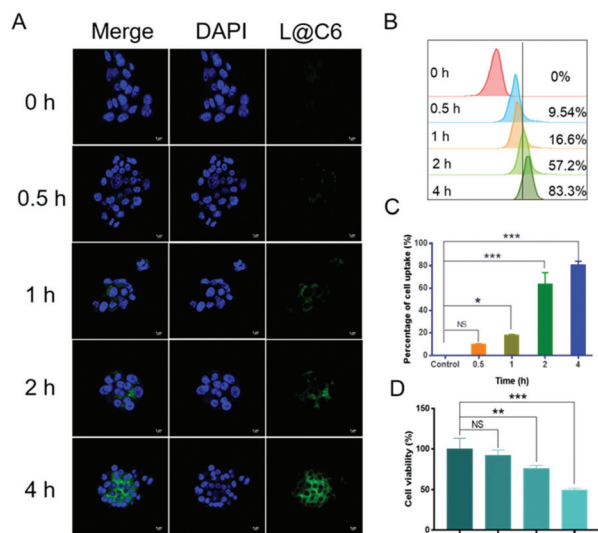 A
Merge DAPI L@C6
0 h
0.5 h
1 h
2 h
4 h
B
0 h 0%
0.5 h 9.54%
1 h 16.6%
2 h 57.2%
4 h 83.3%
C
Percentage of cell uptake (%)
100
80
60
40
20
0
NS
*
***
***
Control 0.5 1 2 4
Time (h)
D
Cell viability (%)
150
100
50
0
NS
**
***